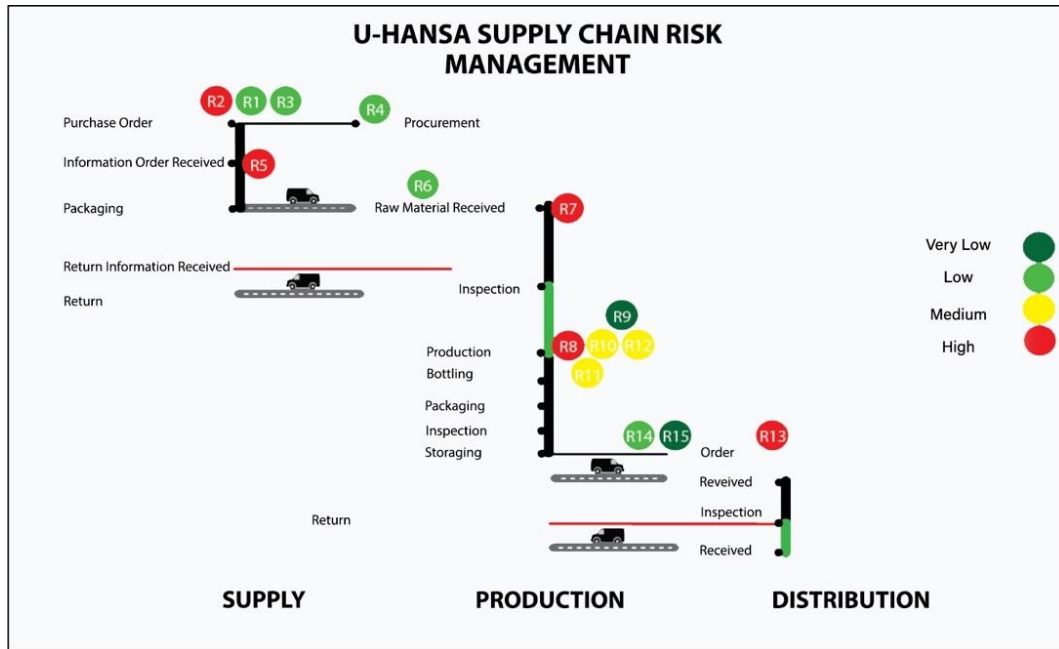 U-HANSA SUPPLY CHAIN RISK
MANAGEMENT
R2 R1 R3 R4
Purchase Order Procurement
Information Order Received R5
R6
Packaging Raw Material Received R7
Return Information Received
Inspection
Return
R9
Production R8 R10 R12
Bottling R11
Packaging
Inspection
Storaging
R14 R15 Order R13
Reveived
Inspection
Return
Received
Very Low
Low
Medium
High
SUPPLY PRODUCTION DISTRIBUTION